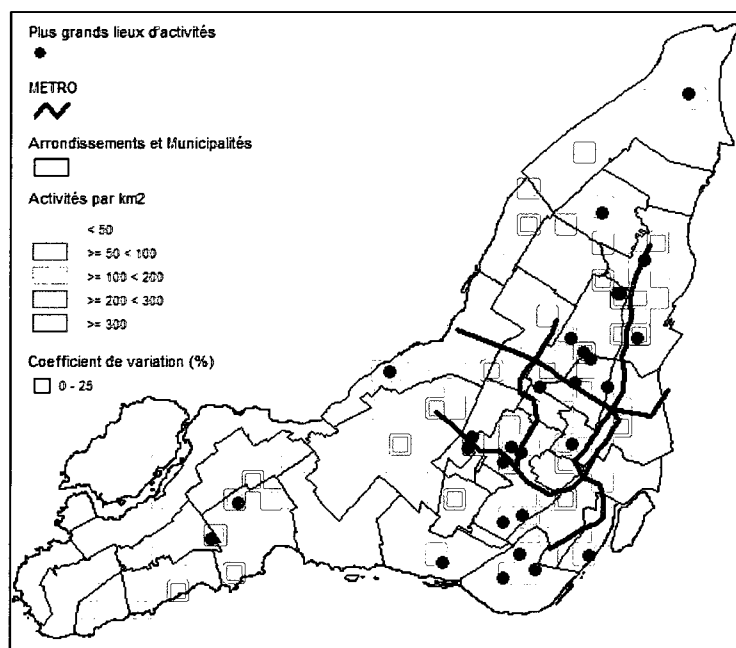 Plus grands lieux d'activités
METRO
Arrondissements et Municipalités
Activités par km2
< 50
>= 50 < 100
>= 100 < 200
>= 200 < 300
>= 300
Coefficient de variation (%)
0 - 25